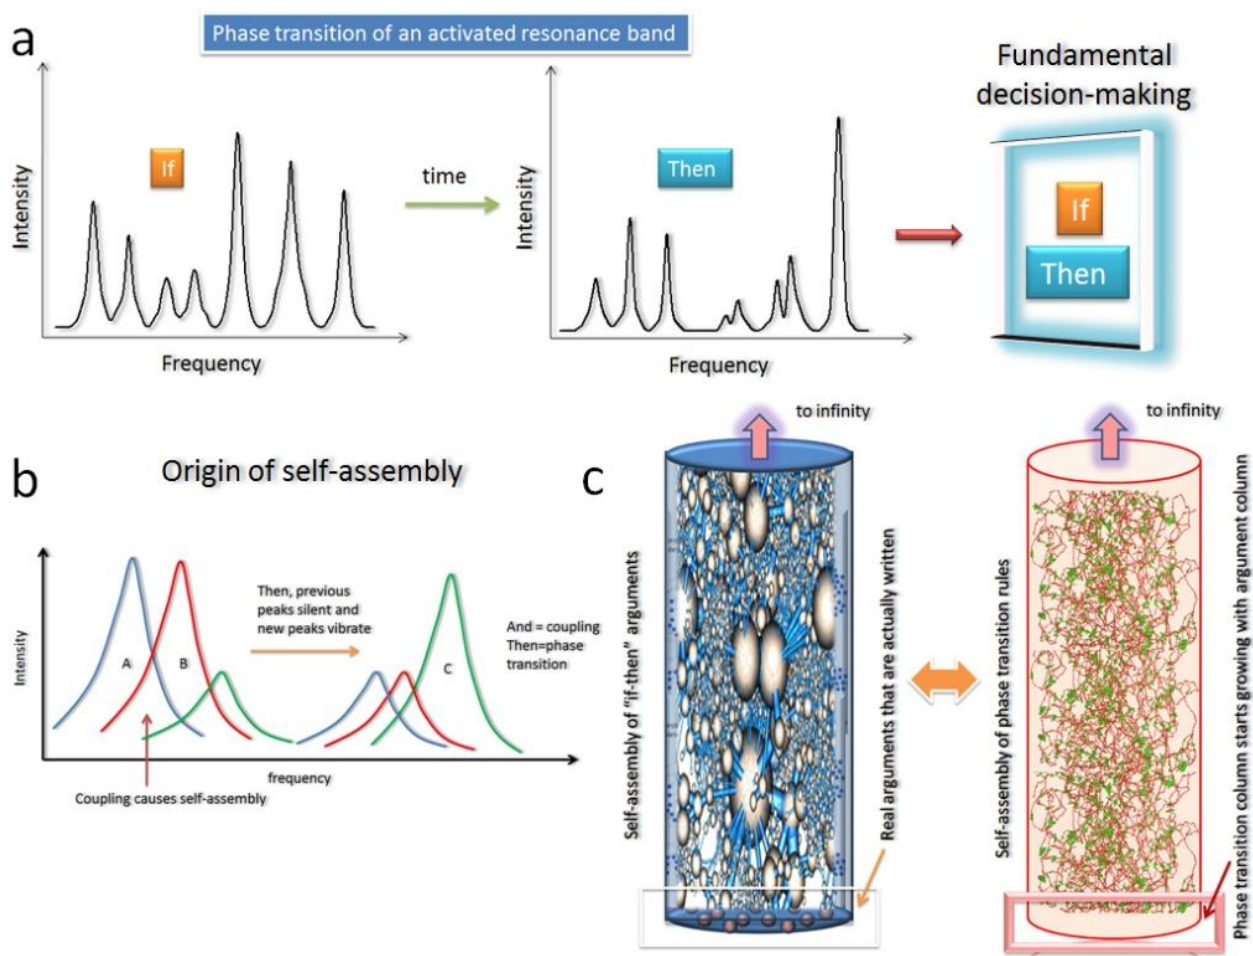 a
Phase transition of an activated resonance band
Intensity
If
Frequency
time
Intensity
Then
Frequency
Fundamental
decision-making
If
Then
b
Origin of self-assembly
Intensity
A
B
Then, previous
peaks silent and
new peaks vibrate
C
And = coupling
Then=phase
transition
frequency
Coupling causes self-assembly
c
to infinity
Self-assembly of "if-then" arguments
Real arguments that are actually written
to infinity
Self-assembly of phase transition rules
Phase transition column starts growing with argument column